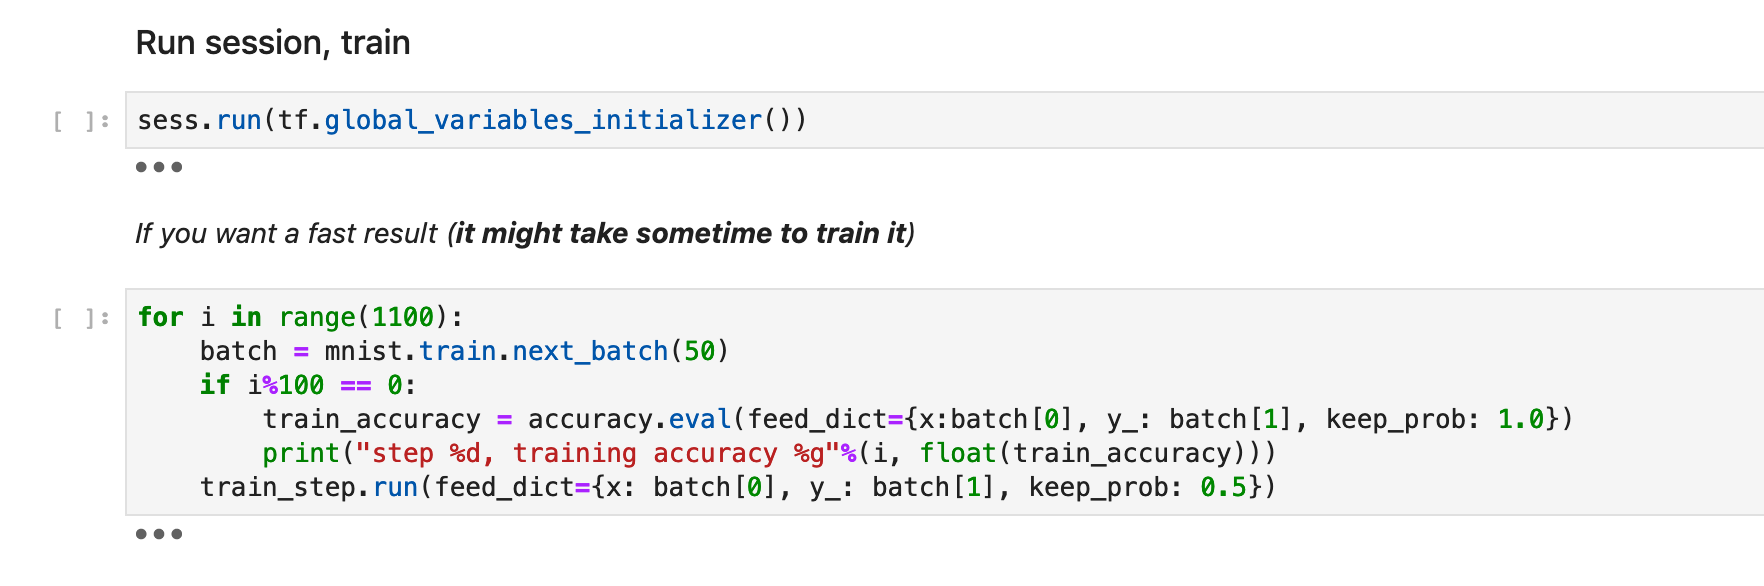 Run session, train
[ ]: sess.run(tf.global_variables_initializer())
If you want a fast result (it might take sometime to train it)
[ ]: for i in range(1100):
    batch = mnist.train.next_batch(50)
    if i%100 == 0:
        train_accuracy = accuracy.eval(feed_dict={x:batch[0], y_: batch[1], keep_prob: 1.0})
        print("step %d, training accuracy %g"%(i, float(train_accuracy)))
    train_step.run(feed_dict={x: batch[0], y_: batch[1], keep_prob: 0.5})